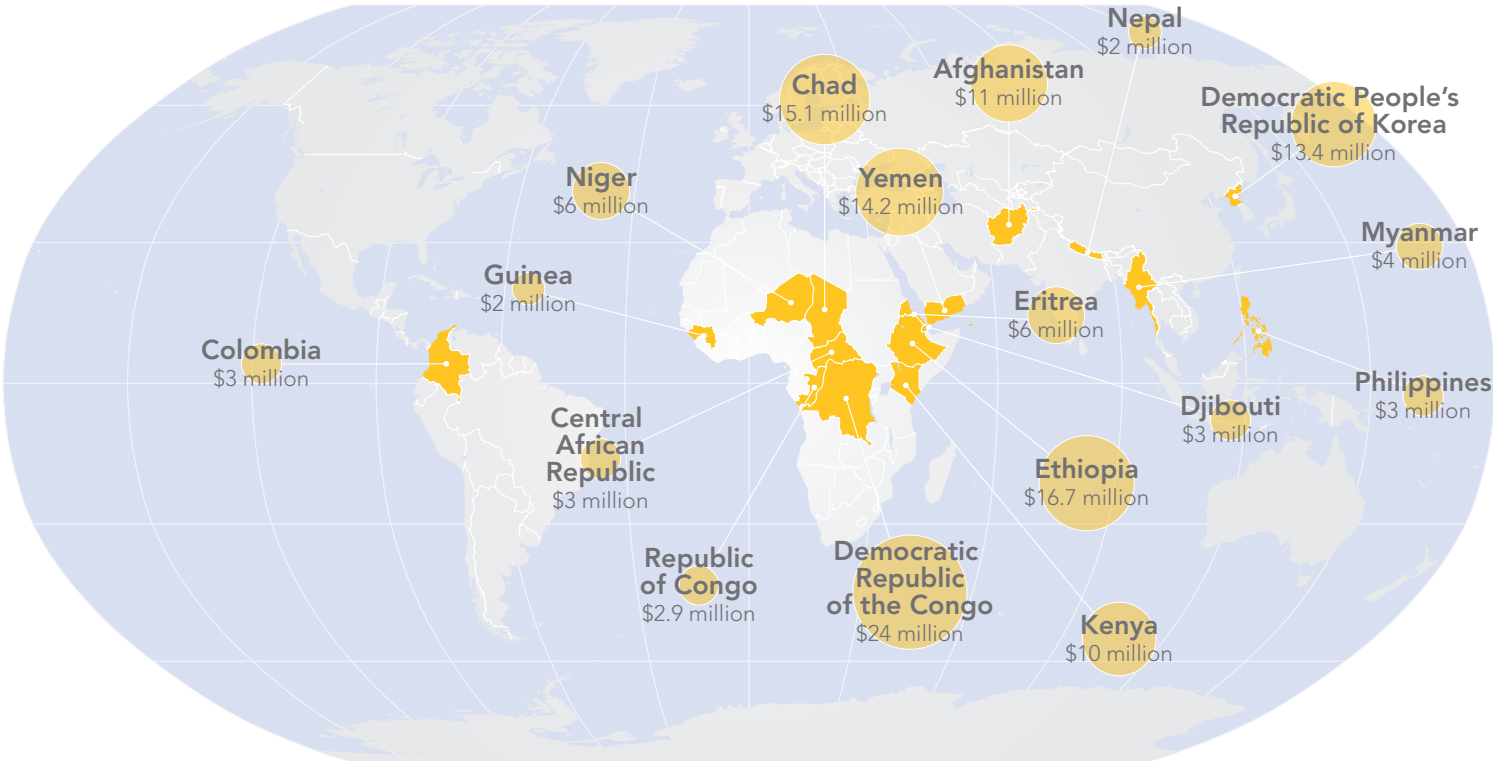 Nepal
$2 million
Chad
$15.1 million
Afghanistan
$11 million
Democratic People’s
Republic of Korea
$13.4 million
Niger
$6 million
Yemen
$14.2 million
Myanmar
$4 million
Guinea
$2 million
Eritrea
$6 million
Colombia
$3 million
Philippines
$3 million
Djibouti
$3 million
Central
African
Republic
$3 million
Ethiopia
$16.7 million
Republic
of Congo
$2.9 million
Democratic
Republic
of the Congo
$24 million
Kenya
$10 million